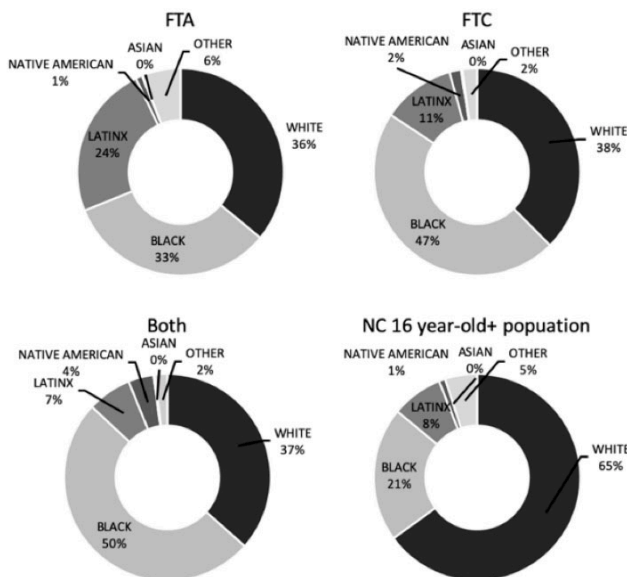 FTA
ASIAN
0%
OTHER
6%
NATIVE AMERICAN
1%
LATINX
24%
WHITE
36%
BLACK
33%
FTC
ASIAN
0%
OTHER
2%
NATIVE AMERICAN
2%
LATINX
11%
WHITE
38%
BLACK
47%
Both
ASIAN
0%
OTHER
2%
NATIVE AMERICAN
4%
LATINX
7%
WHITE
37%
BLACK
50%
NC 16 year-old+ popuation
ASIAN
0%
OTHER
5%
NATIVE AMERICAN
1%
LATINX
8%
WHITE
65%
BLACK
21%